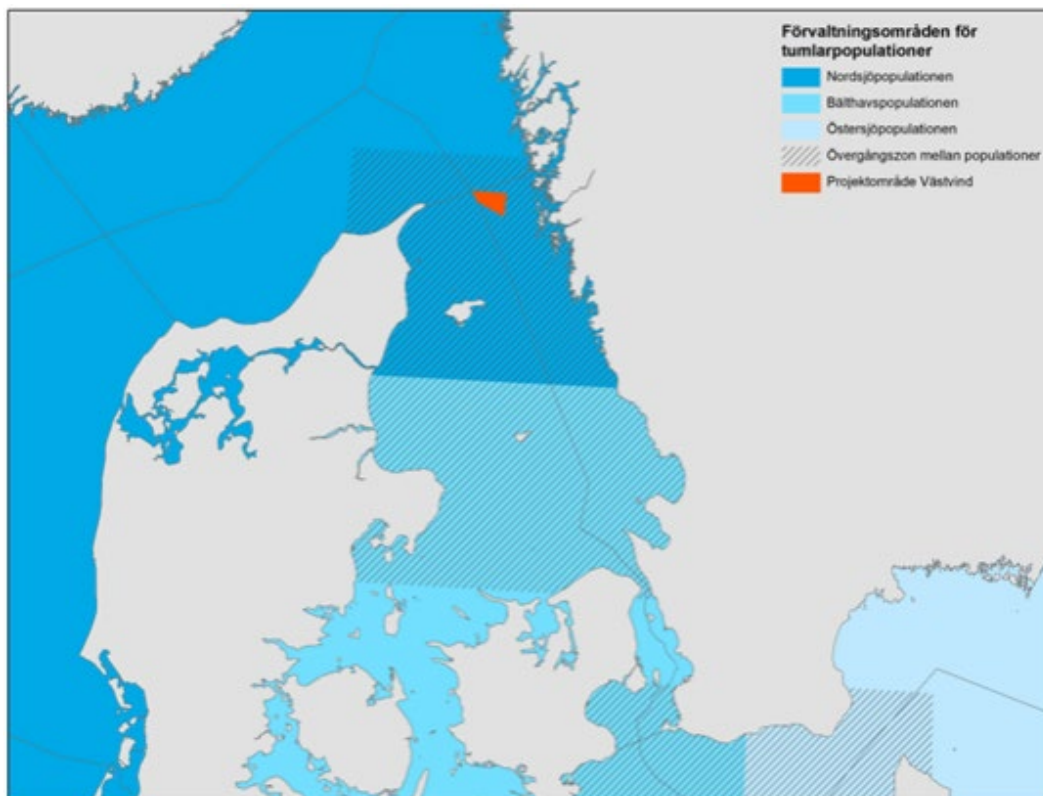 Förvaltningsområden för
tumlarpopulationer
Nordsjöpopulationen
Bälthavspopulationen
Östersjöpopulationen
Övergångszon mellan populationer
Projektområde Västvind